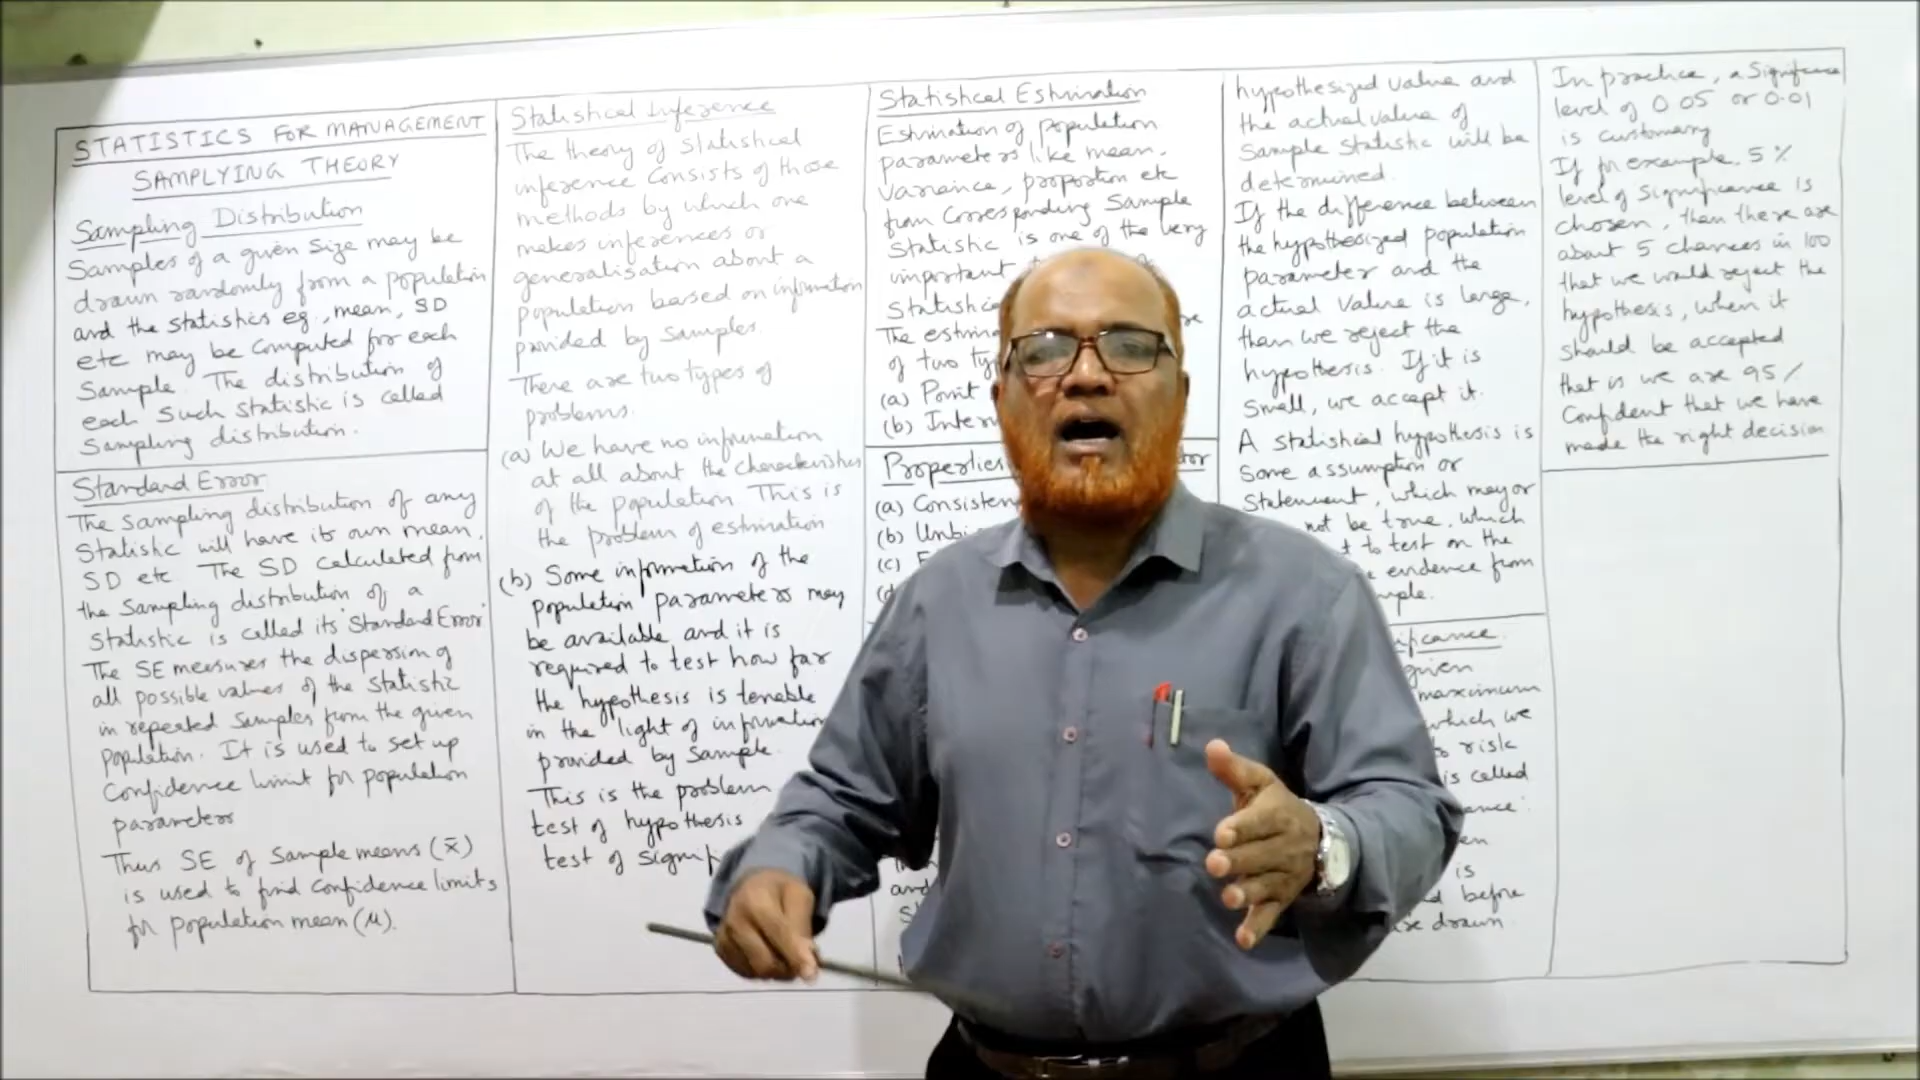 STATISTICS FOR MANAGEMENT
SAMPLYING THEORY
Sampling Distribution
Samples of a given size may be
drawn randomly from a population
and the statistics eg., mean, SD
etc may be computed for each
Sample. The distribution of
each such statistic is called
Sampling distribution.
Standard Error
The sampling distribution of any
Statistic will have its own mean,
SD etc. The SD calculated from
the sampling distribution of a
Statistic is called its "Standard Error"
The SE measures the dispersion of
all possible values of the statistic
in repeated samples from the given
population. It is used to set up
Confidence limit for population
parameters
Thus SE of sample means (x̄)
is used to find confidence limits
for population mean (μ).
Statistical Inference
The theory of statistical
inference consists of those
methods by which one
makes inferences or
generalisation about a
population based on information
provided by samples.
There are two types of
problems.
(a) We have no information
at all about the characteristics
of the population. This is
the problem of estimation
(b) Some information of the
population parameters may
be available and it is
required to test how far
the hypothesis is tenable
in the light of information
provided by sample.
This is the problem
test of hypothesis
test of
Statistical Estimation
Estimation of population
parameters like mean,
variance, proportion etc
from corresponding sample
Statistic is one of the very
important
The
of two
(a) Point
(b)
Properties
(a)
(b)
(c)
and
hypothesized value and
the actual value of
Sample statistic will be
determined.
If the difference between
the hypothesized population
parameter and the
actual value is large,
than we reject the
hypothesis. If it is
Small, we accept it.
A statistical hypothesis is
Some assumption or
Statement, which may or
not be true, which
to test on the
evidence from
given
maximum
which we
risk
is called
is
before
drawn.
In practice, a Significance
level of 0.05 or 0.01
is customary
If for example, 5%
level of significance is
chosen, then there are
about 5 chances in 100
that we would reject the
hypothesis, when it
should be accepted
that is we are 95%
Confident that we have
made the right decision